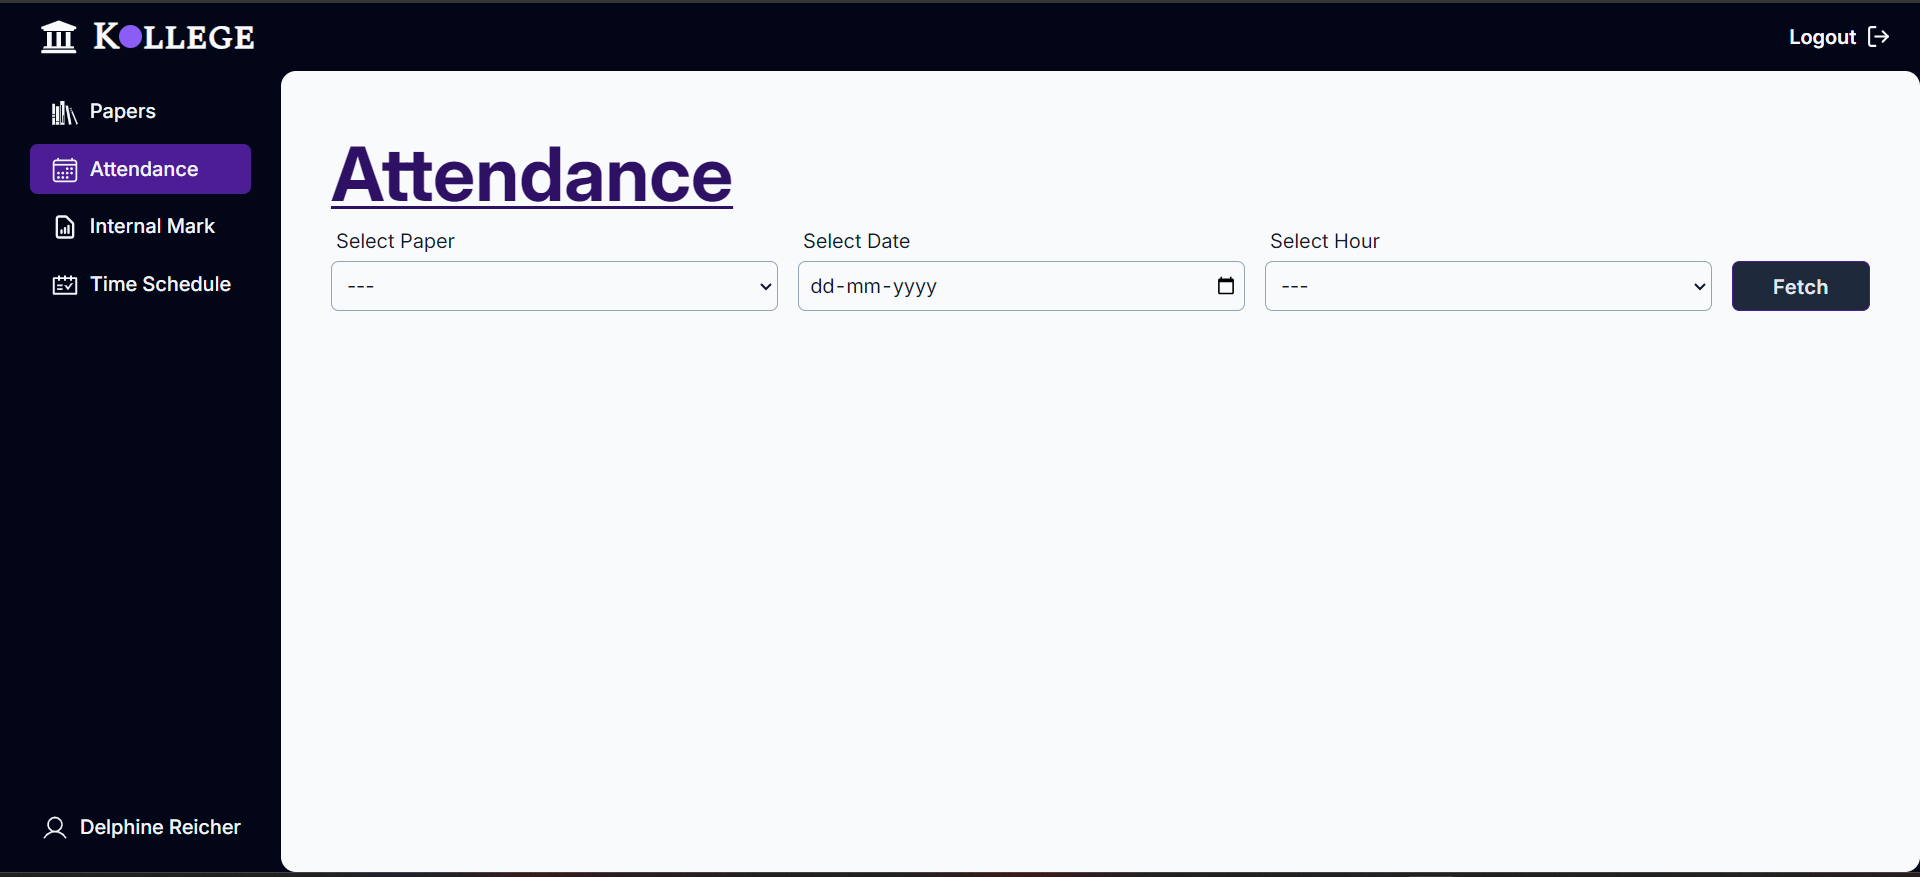 KOLLEGE
Logout
Papers
Attendance
Internal Mark
Time Schedule
Delphine Reicher
Attendance
Select Paper
---
Select Date
dd-mm-yyyy
Select Hour
---
Fetch